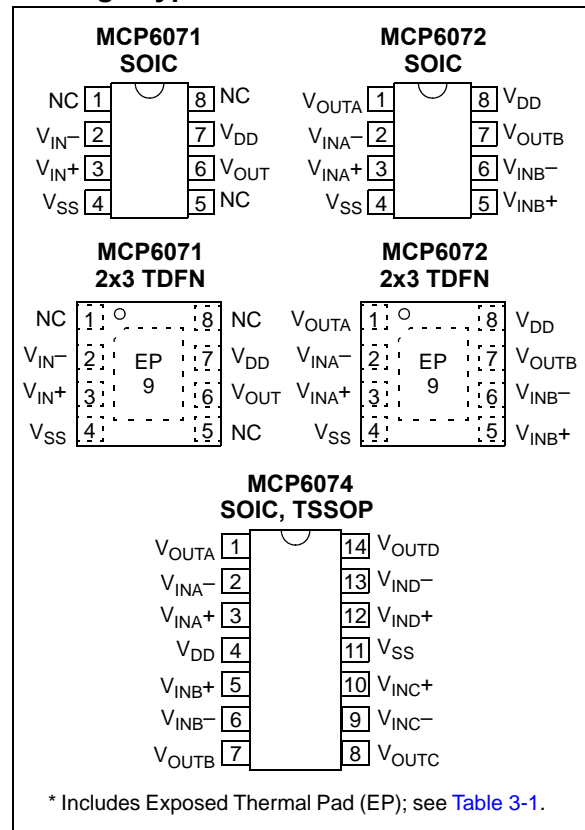 MCP6071
SOIC
NC 1 8 NC
VIN– 2 7 VDD
VIN+ 3 6 VOUT
VSS 4 5 NC
MCP6072
SOIC
VOUTA 1 8 VDD
VINA– 2 7 VOUTB
VINA+ 3 6 VINB–
VSS 4 5 VINB+
MCP6071
2x3 TDFN
NC 1 8 NC
VIN– 2 EP 7 VDD
VIN+ 3 9 6 VOUT
VSS 4 5 NC
MCP6072
2x3 TDFN
VOUTA 1 8 VDD
VINA– 2 EP 7 VOUTB
VINA+ 3 9 6 VINB–
VSS 4 5 VINB+
MCP6074
SOIC, TSSOP
VOUTA 1 14 VOUTD
VINA– 2 13 VIND–
VINA+ 3 12 VIND+
VDD 4 11 VSS
VINB+ 5 10 VINC+
VINB– 6 9 VINC–
VOUTB 7 8 VOUTC
* Includes Exposed Thermal Pad (EP); see Table 3-1.